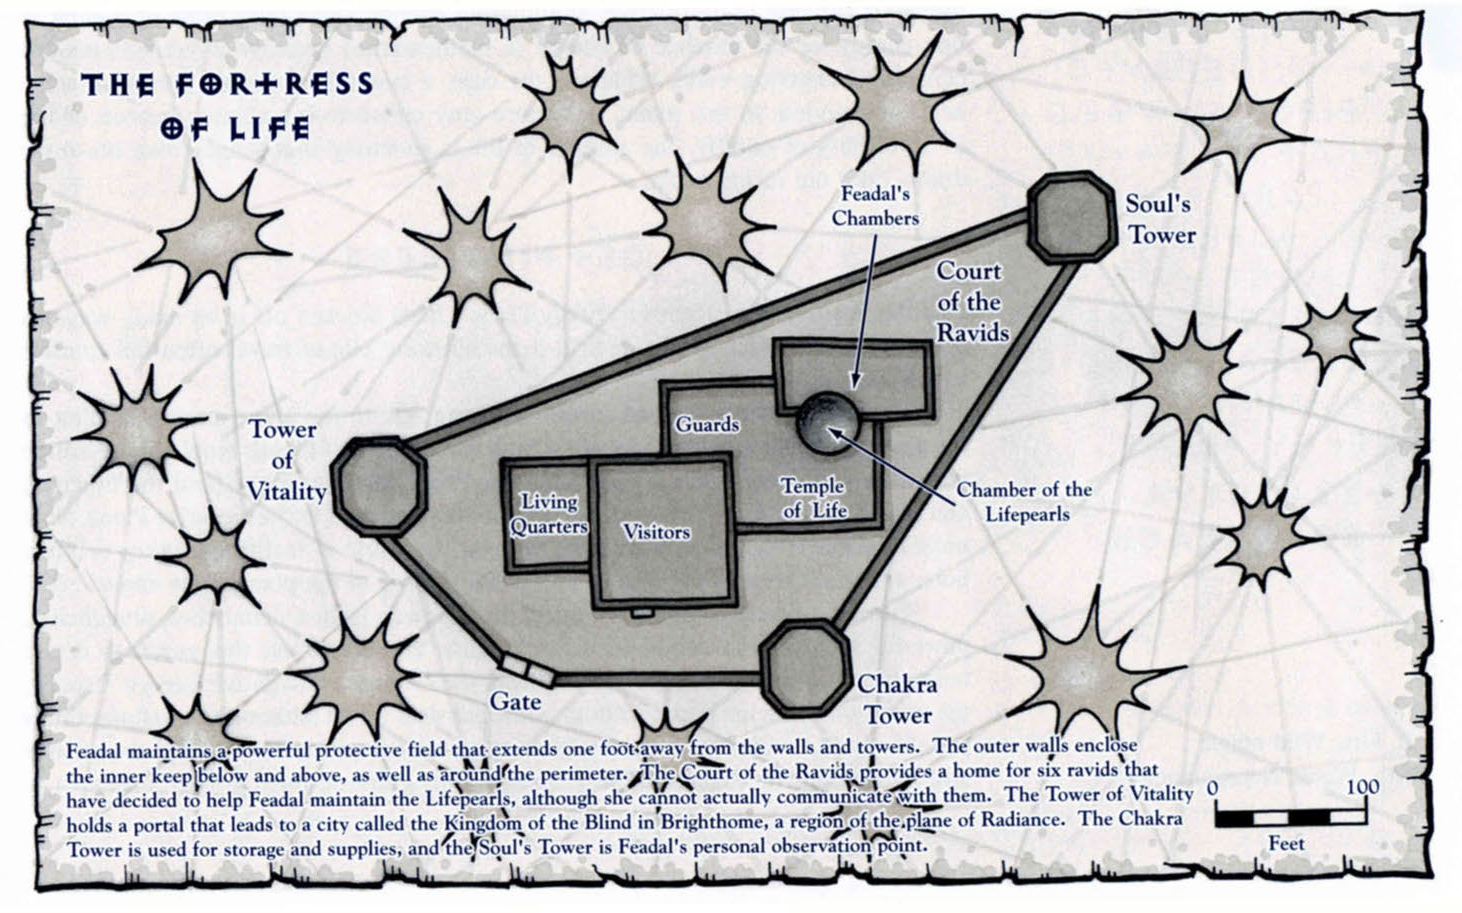 THE FORTRESS
OF LIFE
Feadal's
Chambers
Soul's
Tower
Court
of the
Ravids
Tower
of
Vitality
Guards
Living
Quarters
Visitors
Temple
of Life
Chamber of the
Lifepearls
Gate
Chakra
Tower
Feadal maintains a powerful protective field that extends one foot away from the walls and towers. The outer walls enclose
the inner keep below and above, as well as around the perimeter. The Court of the Ravids provides a home for six ravids that
have decided to help Feadal maintain the Lifepearls, although she cannot actually communicate with them. The Tower of Vitality
holds a portal that leads to a city called the Kingdom of the Blind in Brighthome, a region of the plane of Radiance. The Chakra
Tower is used for storage and supplies, and the Soul's Tower is Feadal's personal observation point.
0 100
Feet